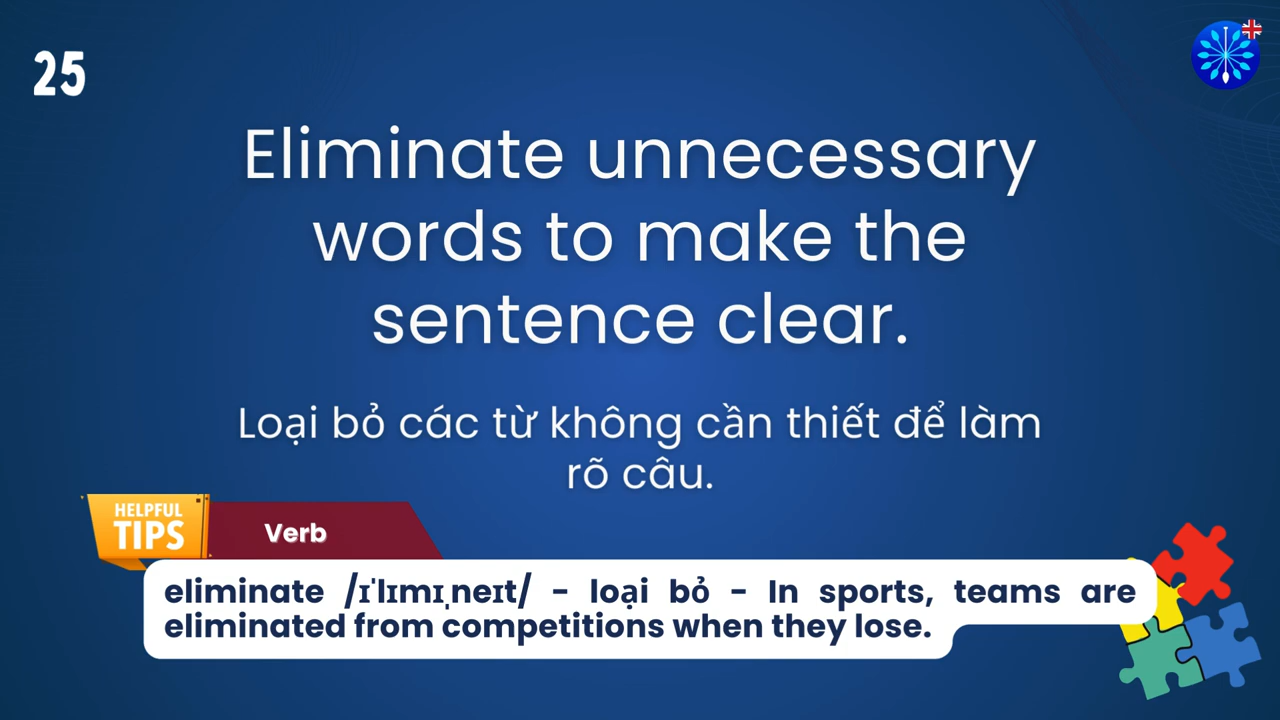 25
Eliminate unnecessary
words to make the
sentence clear.
Loại bỏ các từ không cần thiết để làm
rõ câu.
HELPFUL
TIPS
Verb
eliminate /ɪˈlɪmɪˌneɪt/ - loại bỏ - In sports, teams are
eliminated from competitions when they lose.